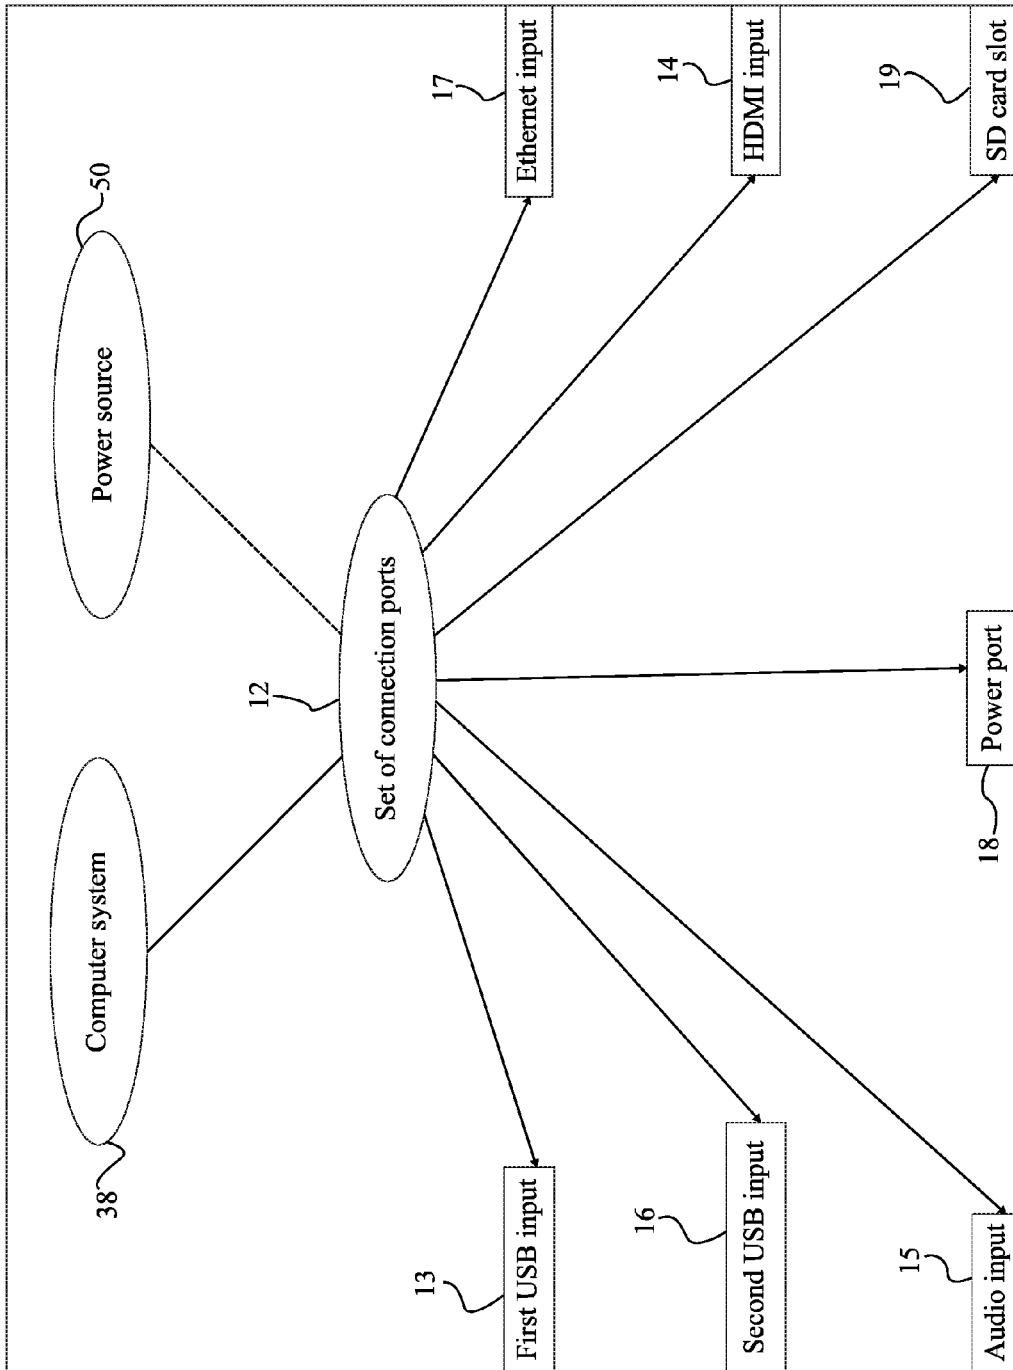 38
Computer system
Power source
50
12
Set of connection ports
13
First USB input
17
Ethernet input
16
Second USB input
14
HDMI input
15
Audio input
18
Power port
19
SD card slot